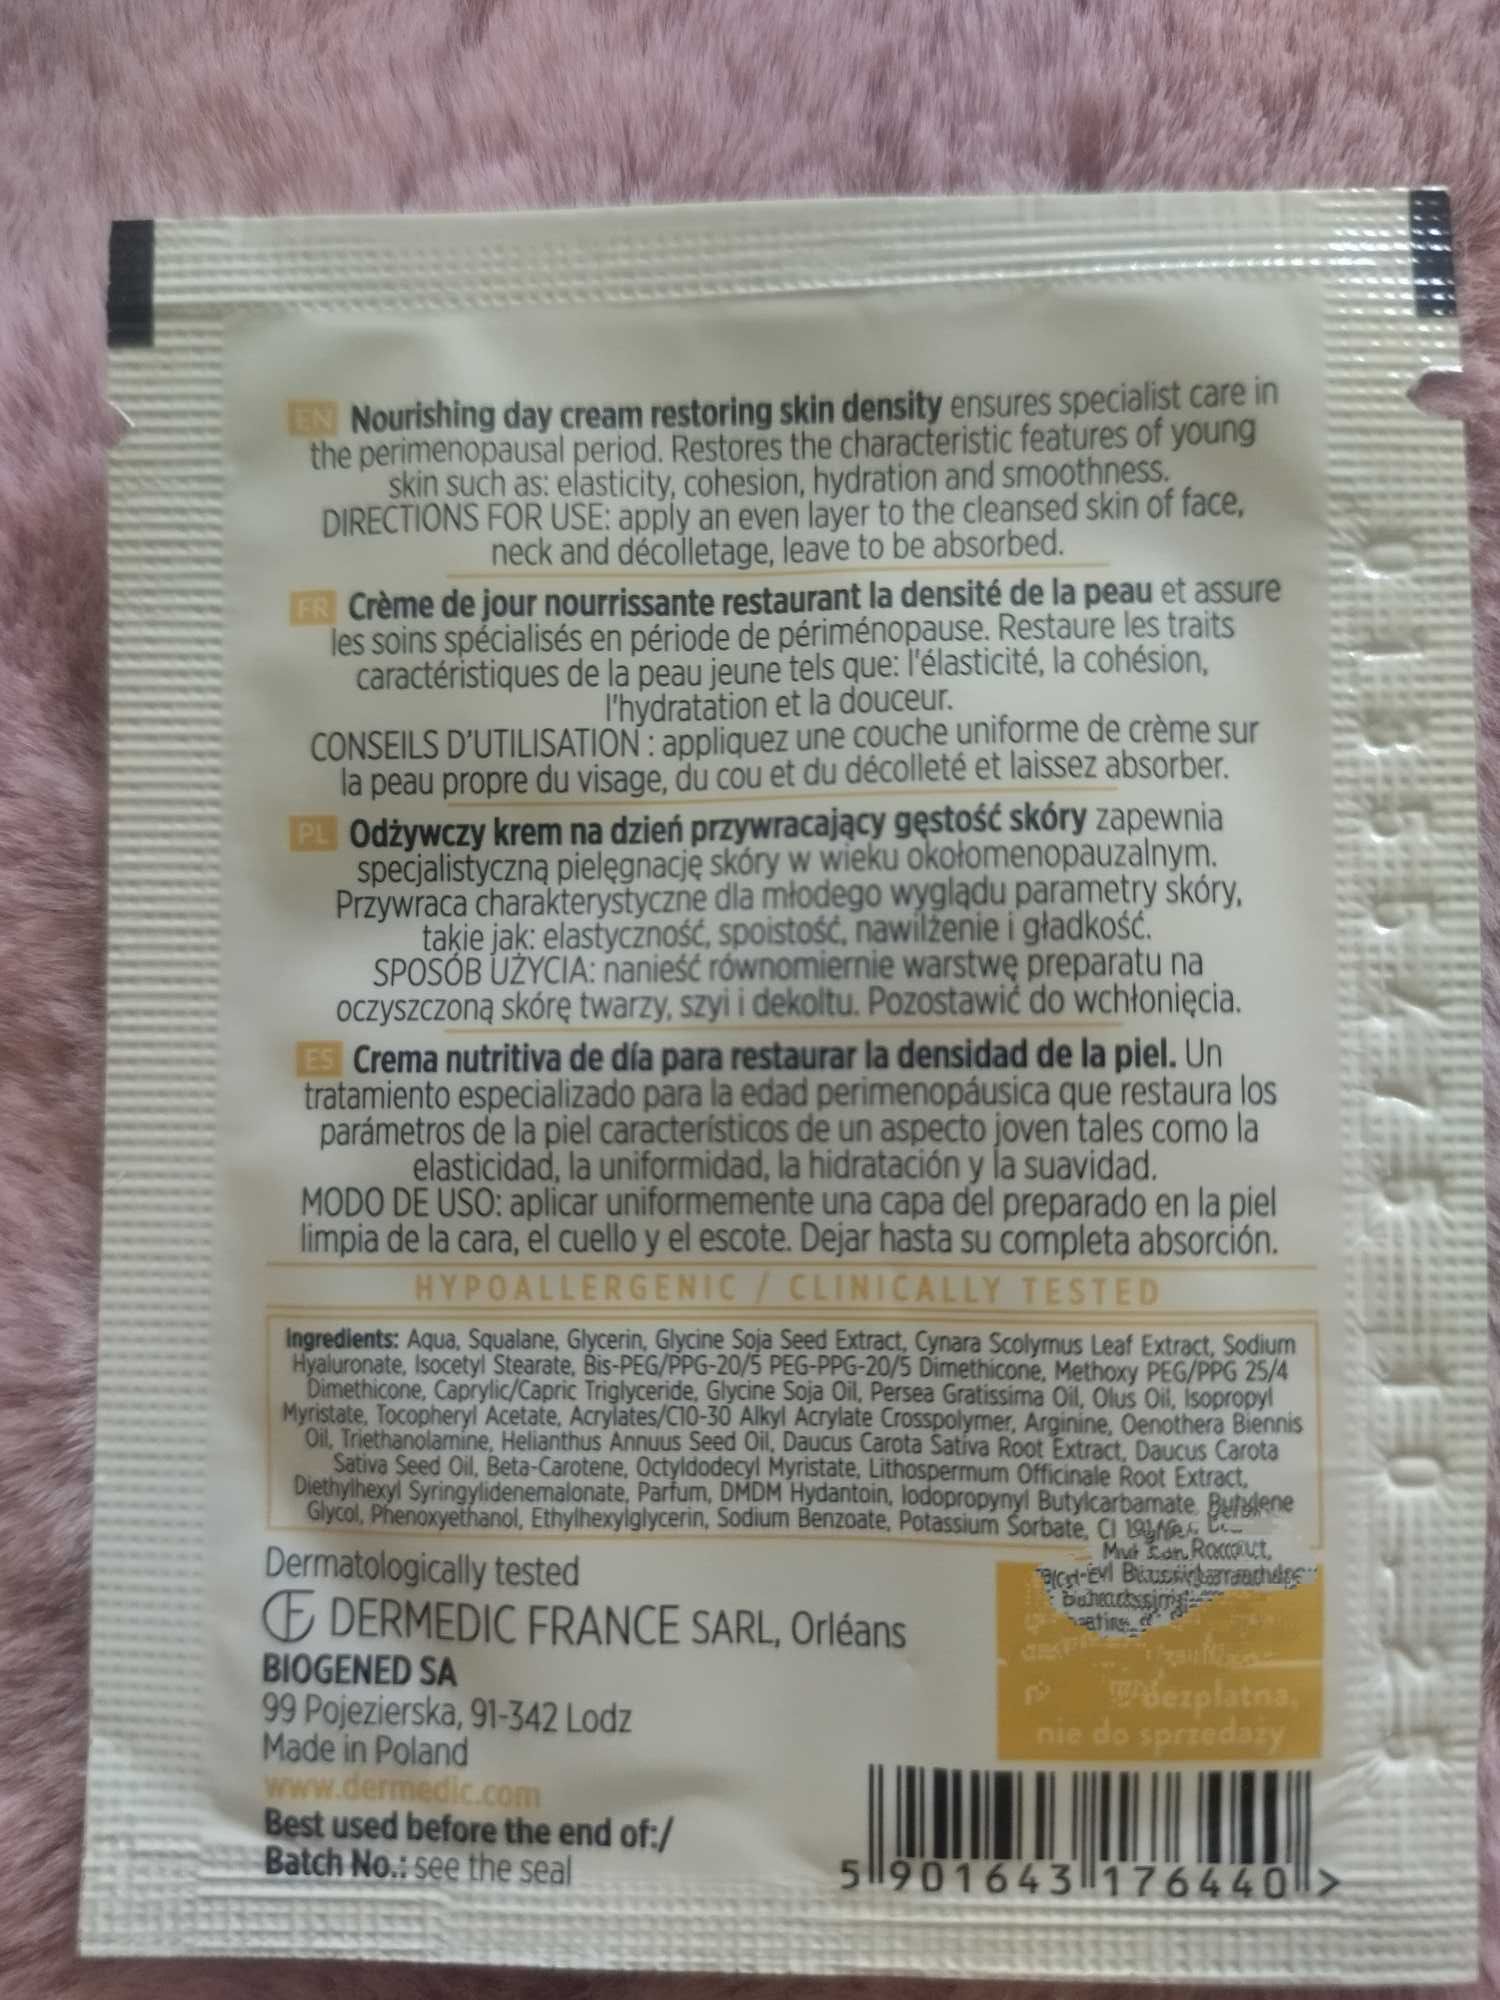 EN Nourishing day cream restoring skin density ensures specialist care in
the perimenopausal period. Restores the characteristic features of young
skin such as: elasticity, cohesion, hydration and smoothness.
DIRECTIONS FOR USE: apply an even layer to the cleansed skin of face,
neck and décolletage, leave to be absorbed.
FR Crème de jour nourrissante restaurant la densité de la peau et assure
les soins spécialisés en période de périménopause. Restaure les traits
caractéristiques de la peau jeune tels que: l'élasticité, la cohésion,
l'hydratation et la douceur.
CONSEILS D'UTILISATION : appliquez une couche uniforme de crème sur
la peau propre du visage, du cou et du décolleté et laissez absorber.
PL Odżywczy krem na dzień przywracający gęstość skóry zapewnia
specjalistyczną pielęgnację skóry w wieku okołomenopauzalnym.
Przywraca charakterystyczne dla młodego wyglądu parametry skóry,
takie jak: elastyczność, spoistość, nawilżenie i gładkość.
SPOSÓB UŻYCIA: nanieść równomiernie warstwę preparatu na
oczyszczoną skórę twarzy, szyi i dekoltu. Pozostawić do wchłonięcia.
ES Crema nutritiva de día para restaurar la densidad de la piel. Un
tratamiento especializado para la edad perimenopáusica que restaura los
parámetros de la piel característicos de un aspecto joven tales como la
elasticidad, la uniformidad, la hidratación y la suavidad.
MODO DE USO: aplicar uniformemente una capa del preparado en la piel
limpia de la cara, el cuello y el escote. Dejar hasta su completa absorción.
HYPOALLERGENIC / CLINICALLY TESTED
Ingredients: Aqua, Squalane, Glycerin, Glycine Soja Seed Extract, Cynara Scolymus Leaf Extract, Sodium
Hyaluronate, Isocetyl Stearate, Bis-PEG/PPG-20/5 PEG-PPG-20/5 Dimethicone, Methoxy PEG/PPG 25/4
Dimethicone, Caprylic/Capric Triglyceride, Glycine Soja Oil, Persea Gratissima Oil, Olus Oil, Isopropyl
Myristate, Tocopheryl Acetate, Acrylates/C10-30 Alkyl Acrylate Crosspolymer, Arginine, Oenothera Biennis
Oil, Triethanolamine, Helianthus Annuus Seed Oil, Daucus Carota Sativa Root Extract, Daucus Carota
Sativa Seed Oil, Beta-Carotene, Octyldodecyl Myristate, Lithospermum Officinale Root Extract,
Diethylhexyl Syringylidenemalonate, Parfum, DMDM Hydantoin, Iodopropynyl Butylcarbamate, Butylene
Glycol, Phenoxyethanol, Ethylhexylglycerin, Sodium Benzoate, Potassium Sorbate, CI
Dermatologically tested
DERMEDIC FRANCE SARL, Orléans
BIOGENED SA
99 Pojezierska, 91-342 Lodz
Made in Poland
www.dermedic.com
Best used before the end of:/
Batch No.: see the seal
bezpłatna,
nie do sprzedaży
5 901643 176440 >